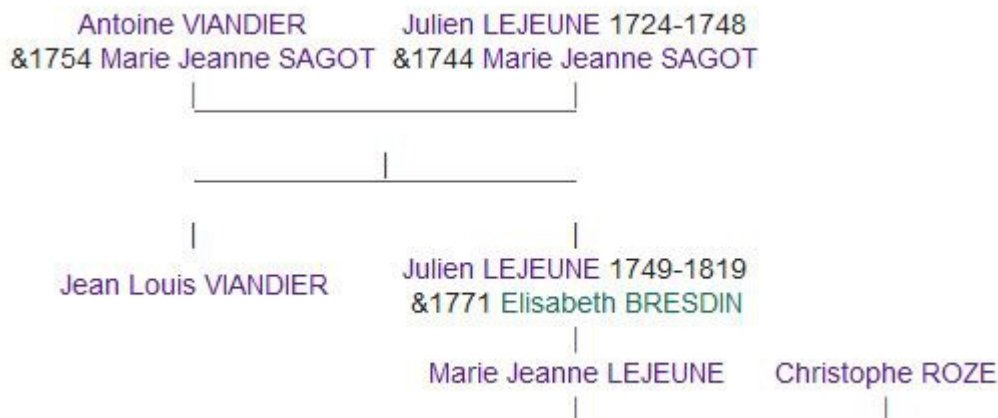 Antoine VIANDIER Julien LEJEUNE 1724-1748
&1754 Marie Jeanne SAGOT &1744 Marie Jeanne SAGOT
Jean Louis VIANDIER
Julien LEJEUNE 1749-1819
&1771 Elisabeth BRESDIN
Marie Jeanne LEJEUNE Christophe ROZE